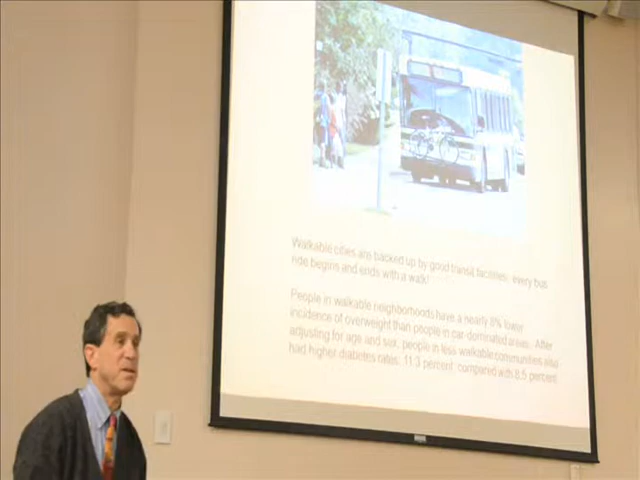 Walkable cities are backed up by good transit facilities: every bus
ride begins and ends with a walk!
People in walkable neighborhoods have a nearly 8% lower
incidence of overweight than people in car-dominated areas. After
adjusting for age and sex, people in less walkable communities also
had higher diabetes rates: 11.3 percent, compared with 8.5 percent